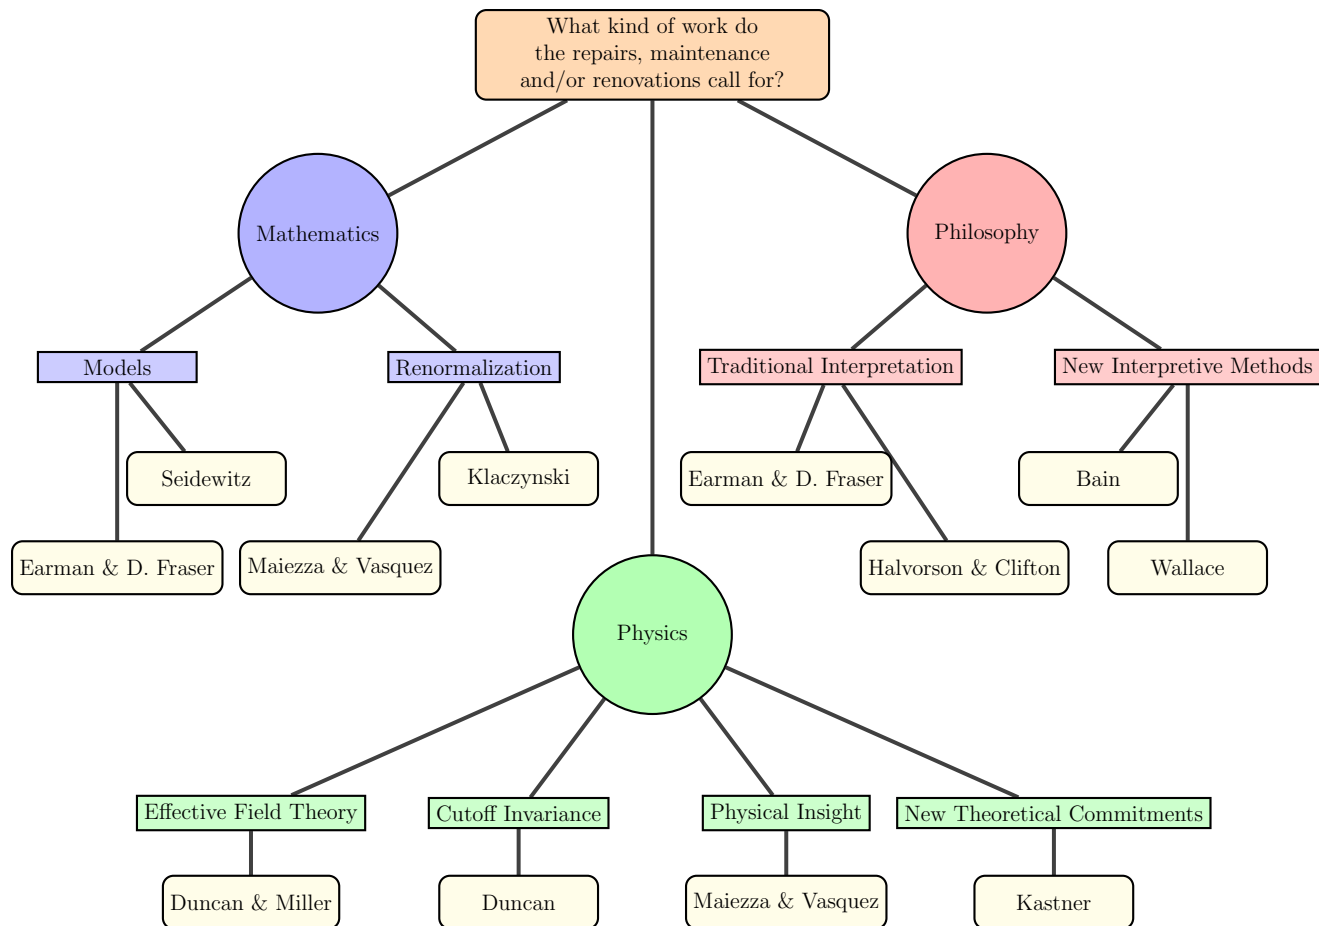 What kind of work do
the repairs, maintenance
and/or renovations call for?
Mathematics
Philosophy
Models
Renormalization
Traditional Interpretation
New Interpretive Methods
Seidewitz
Klaczynski
Earman & D. Fraser
Bain
Earman & D. Fraser
Maiezza & Vasquez
Halvorson & Clifton
Wallace
Physics
Effective Field Theory
Cutoff Invariance
Physical Insight
New Theoretical Commitments
Duncan & Miller
Duncan
Maiezza & Vasquez
Kastner